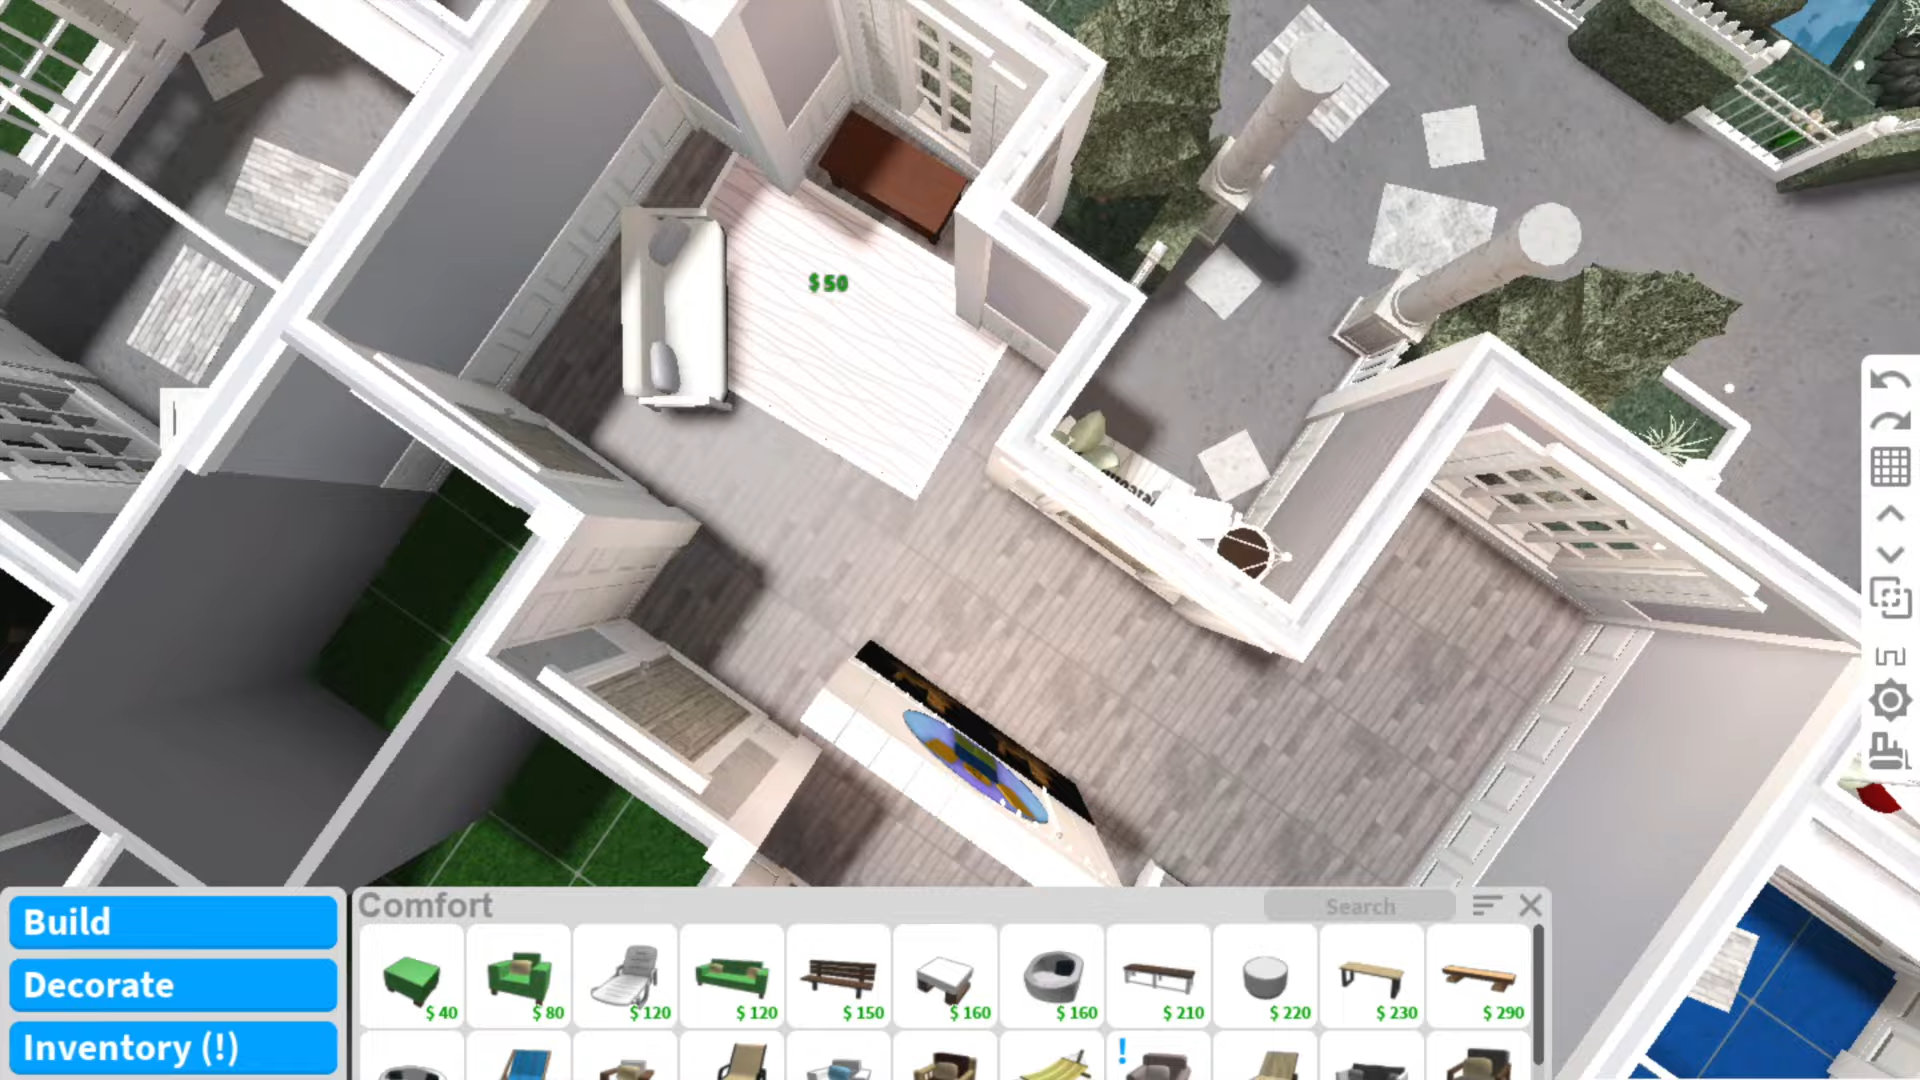 $50
Build
Decorate
Inventory (!)
Comfort
Search
$40
$80
$120
$120
$150
$160
$160
$210
$220
$230
$290
!